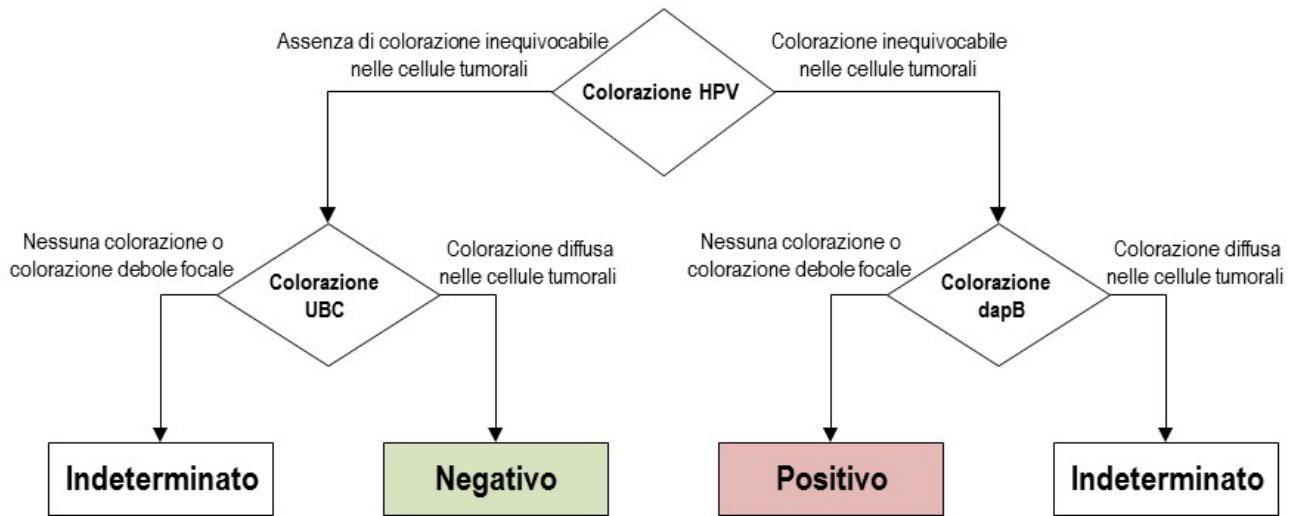 Assenza di colorazione inequivocabile
nelle cellule tumorali
Colorazione inequivocabile
nelle cellule tumorali
Colorazione HPV
Nessuna colorazione o
colorazione debole focale
Colorazione diffusa
nelle cellule tumorali
Colorazione
UBC
Nessuna colorazione o
colorazione debole focale
Colorazione diffusa
nelle cellule tumorali
Colorazione
dapB
Indeterminato
Negativo
Positivo
Indeterminato